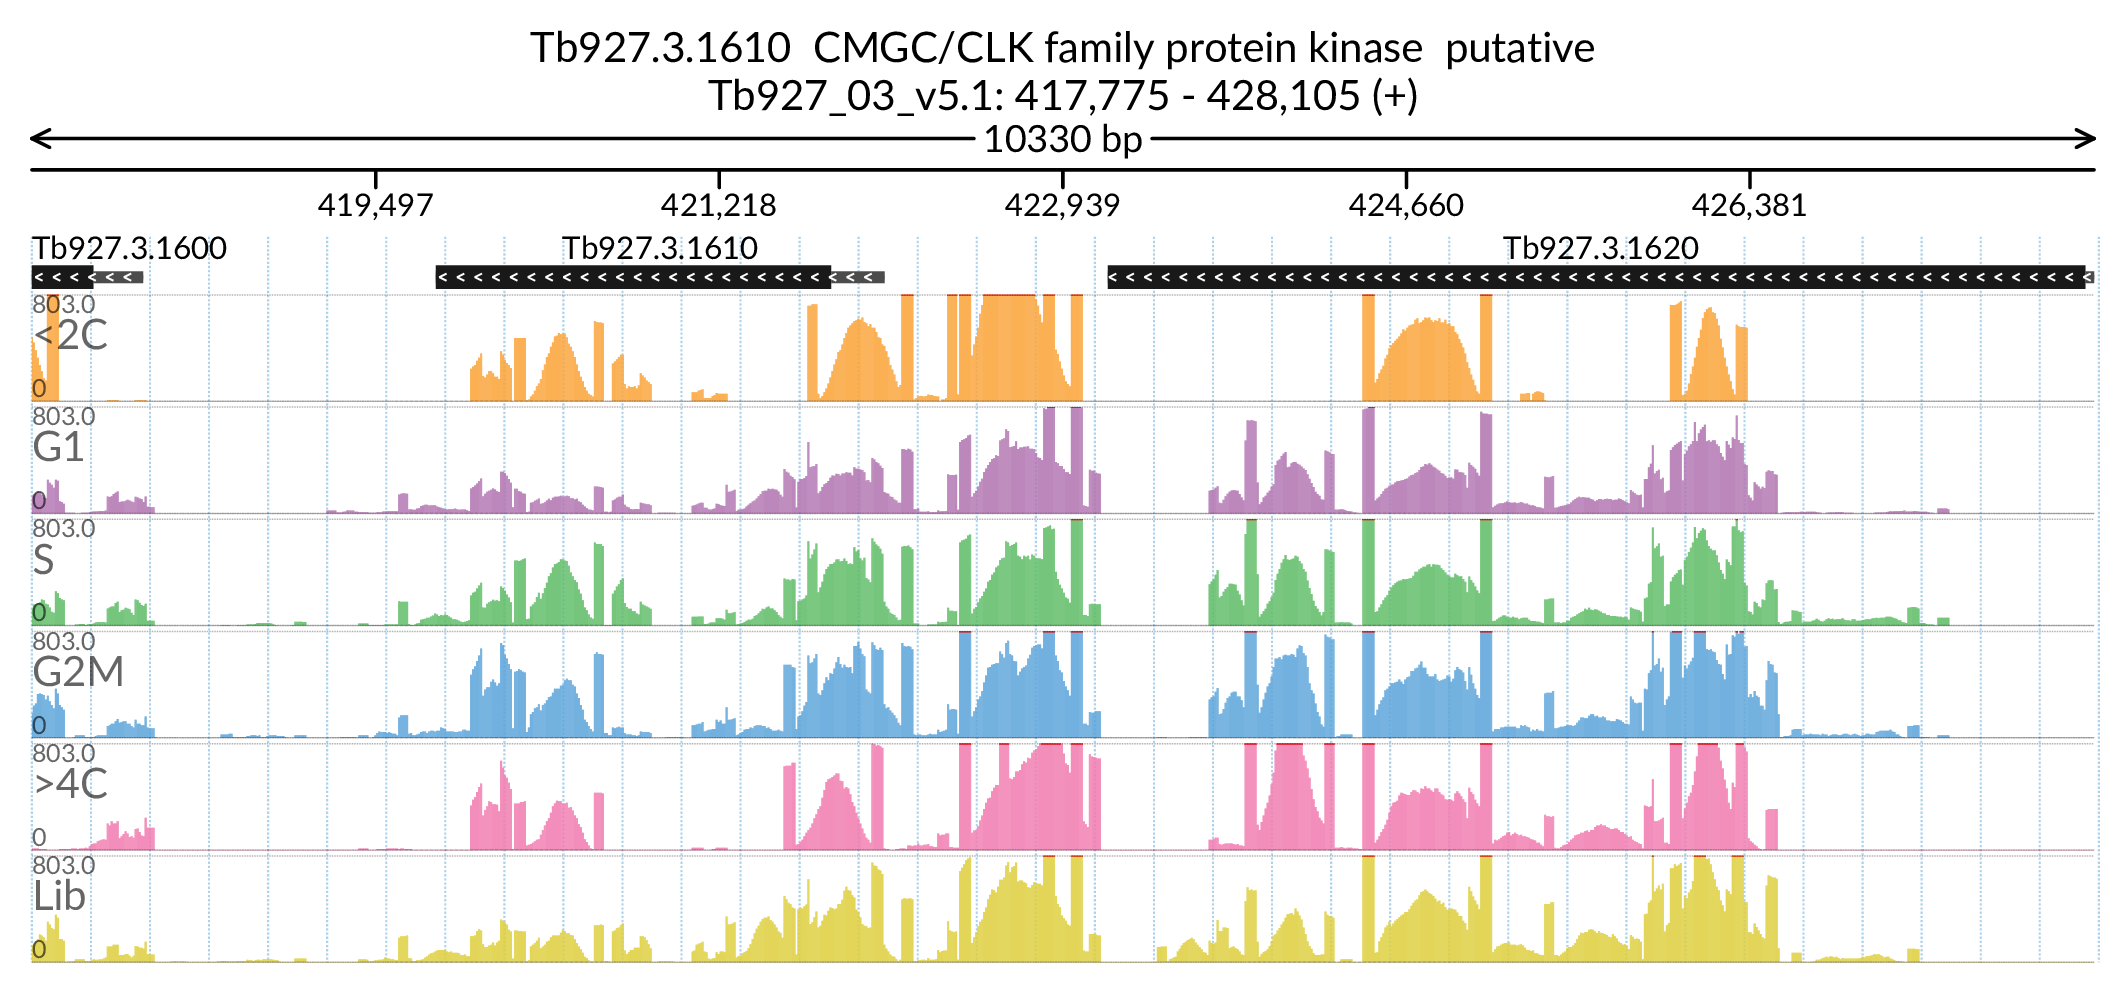 Tb927.3.1610  CMGC/CLK family protein kinase  putative
Tb927_03_v5.1: 417,775 - 428,105 (+)
10330 bp
419,497 421,218 422,939 424,660 426,381
Tb927.3.1600 Tb927.3.1610 Tb927.3.1620
803.0
<2C
0
803.0
G1
0
803.0
S
0
803.0
G2M
0
803.0
>4C
0
803.0
Lib
0